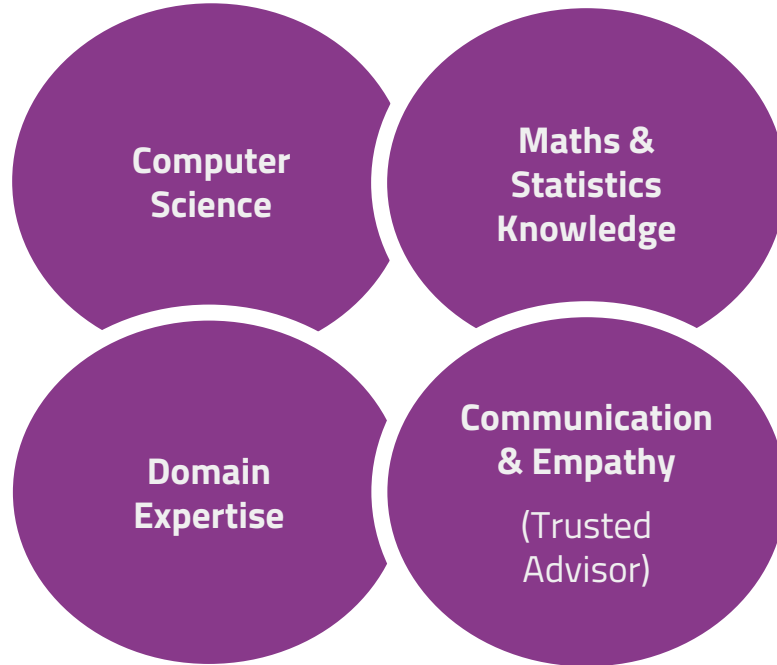 Computer
Science
Maths &
Statistics
Knowledge
Domain
Expertise
Communication
& Empathy
(Trusted
Advisor)